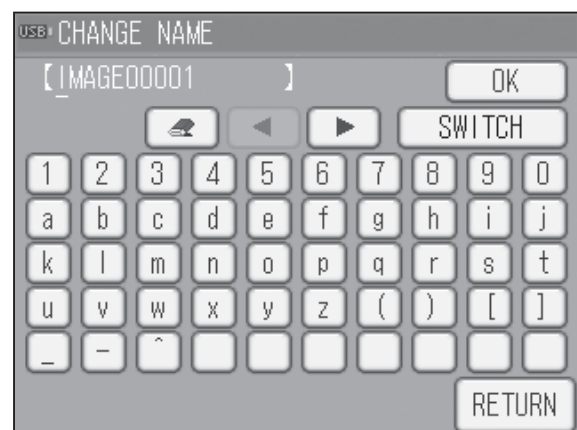 USB CHANGE NAME
[IMAGE00001 ]
OK
SWITCH
1 2 3 4 5 6 7 8 9 0
a b c d e f g h i j
k l m n o p q r s t
u v w x y z ( ) [ ]
_ - ^
RETURN